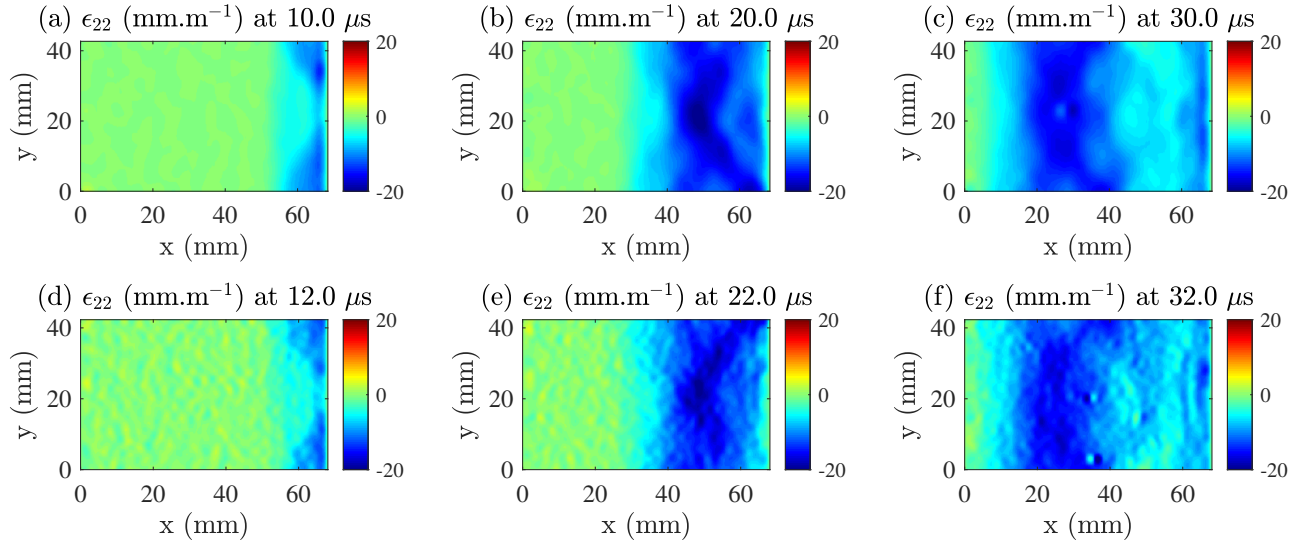 (a) ϵ₂₂ (mm.m⁻¹) at 10.0 μs
(b) ϵ₂₂ (mm.m⁻¹) at 20.0 μs
(c) ϵ₂₂ (mm.m⁻¹) at 30.0 μs
40
20
0
y (mm)
0 20 40 60
x (mm)
20
0
-20
40
20
0
y (mm)
0 20 40 60
x (mm)
20
0
-20
40
20
0
y (mm)
0 20 40 60
x (mm)
20
0
-20
(d) ϵ₂₂ (mm.m⁻¹) at 12.0 μs
(e) ϵ₂₂ (mm.m⁻¹) at 22.0 μs
(f) ϵ₂₂ (mm.m⁻¹) at 32.0 μs
40
20
0
y (mm)
0 20 40 60
x (mm)
20
0
-20
40
20
0
y (mm)
0 20 40 60
x (mm)
20
0
-20
40
20
0
y (mm)
0 20 40 60
x (mm)
20
0
-20